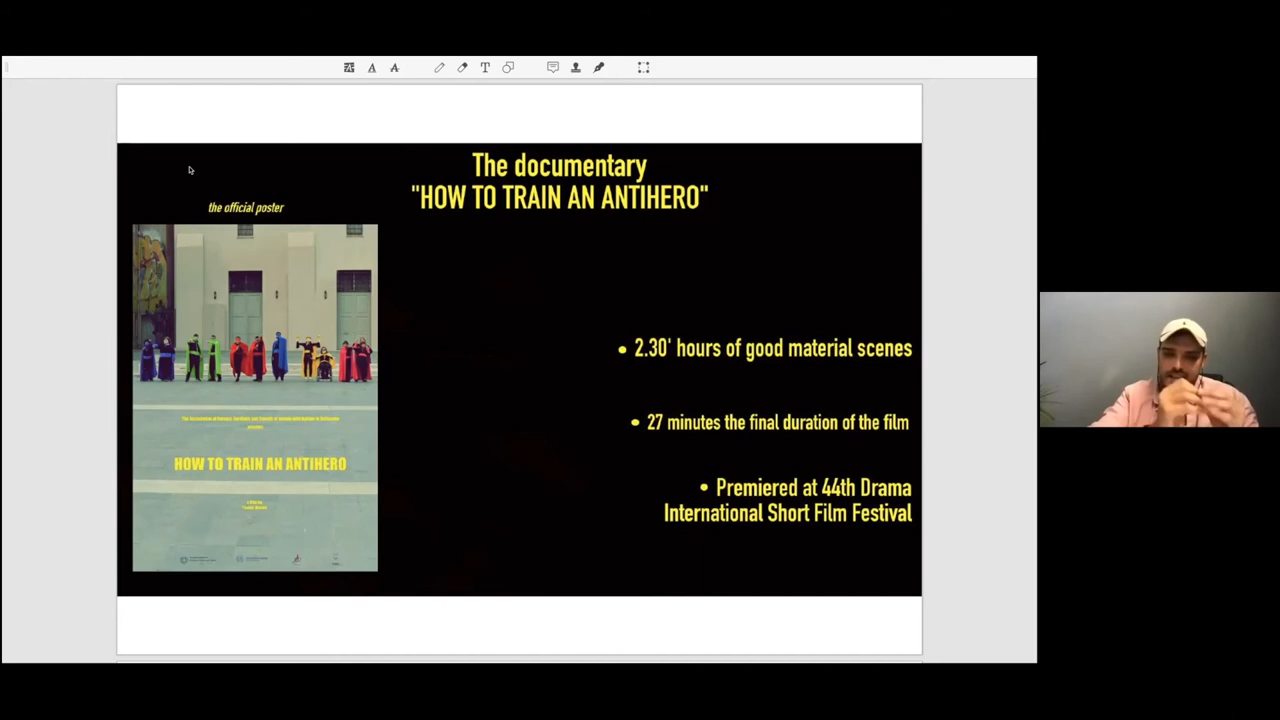 The documentary
"HOW TO TRAIN AN ANTIHERO"
the official poster
HOW TO TRAIN AN ANTIHERO
• 2.30' hours of good material scenes
• 27 minutes the final duration of the film
• Premiered at 44th Drama
International Short Film Festival